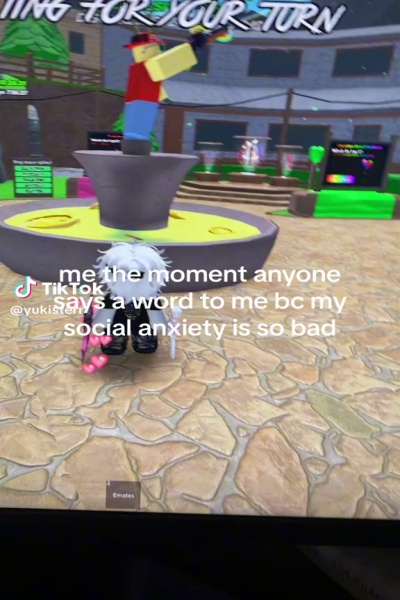 TING FOR YOUR TURN
me the moment anyone
TikTok
says a word to me bc my
@yukisterr
social anxiety is so bad
Emotes